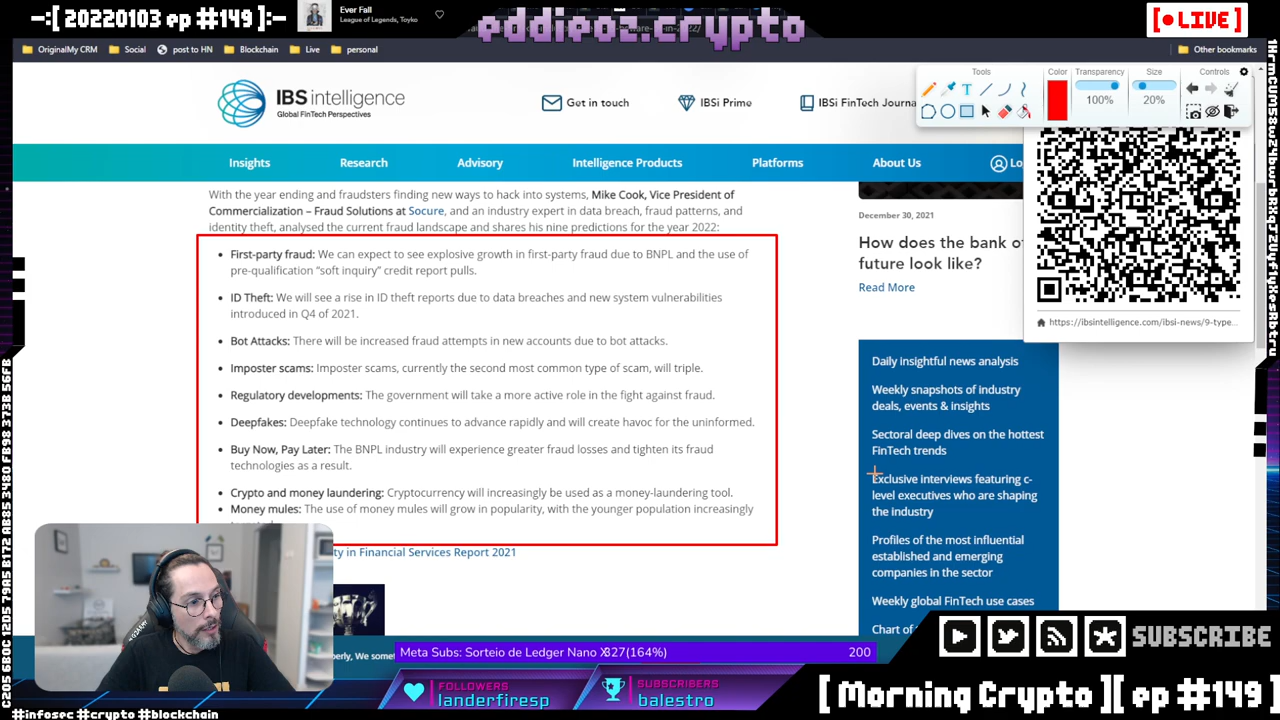 -:[ 20220103 ep #149 ]:-
Ever Fall
League of Legends, Toyko
eddieoz.crypto
[● LIVE]
OriginalMy CRM
Social
post to HN
Blockchain
Live
personal
Other bookmarks
IBS intelligence
Global FinTech Perspectives
Get in touch
IBSi Prime
IBSi FinTech Journa
Tools
Color
Transparency
Size
Controls
100%
20%
Insights
Research
Advisory
Intelligence Products
Platforms
About Us
Lo
With the year ending and fraudsters finding new ways to hack into systems, Mike Cook, Vice President of
Commercialization – Fraud Solutions at Socure, and an industry expert in data breach, fraud patterns, and
identity theft, analysed the current fraud landscape and shares his nine predictions for the year 2022:
First-party fraud: We can expect to see explosive growth in first-party fraud due to BNPL and the use of
pre-qualification “soft inquiry” credit report pulls.
ID Theft: We will see a rise in ID theft reports due to data breaches and new system vulnerabilities
introduced in Q4 of 2021.
Bot Attacks: There will be increased fraud attempts in new accounts due to bot attacks.
Imposter scams: Imposter scams, currently the second most common type of scam, will triple.
Regulatory developments: The government will take a more active role in the fight against fraud.
Deepfakes: Deepfake technology continues to advance rapidly and will create havoc for the uninformed.
Buy Now, Pay Later: The BNPL industry will experience greater fraud losses and tighten its fraud
technologies as a result.
Crypto and money laundering: Cryptocurrency will increasingly be used as a money-laundering tool.
Money mules: The use of money mules will grow in popularity, with the younger population increasingly
ty in Financial Services Report 2021
December 30, 2021
How does the bank o
future look like?
Read More
https://ibsintelligence.com/ibsi-news/9-type...
Daily insightful news analysis
Weekly snapshots of industry
deals, events & insights
Sectoral deep dives on the hottest
FinTech trends
Exclusive interviews featuring c-
level executives who are shaping
the industry
Profiles of the most influential
established and emerging
companies in the sector
Weekly global FinTech use cases
Chart of
perly, We somet
Meta Subs: Sorteio de Ledger Nano X
327(164%)
200
SUBSCRIBE
FOLLOWERS
landerfiresp
SUBSCRIBERS
balestro
[ Morning Crypto ][ ep #149 ]
#infosec #crypto #blockchain